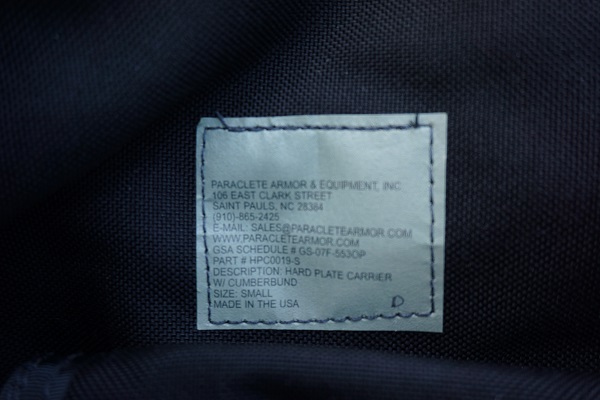 PARACLETE ARMOR & EQUIPMENT, INC
106 EAST CLARK STREET
SAINT PAULS, NC 28384
(910)-865-2425
E-MAIL: SALES@PARACLETEARMOR.COM
WWW.PARACLETEARMOR.COM
GSA SCHEDULE # GS-07F-553OP
PART # HPC0019-S
DESCRIPTION: HARD PLATE CARRIER
W/ CUMBERBUND
SIZE: SMALL
MADE IN THE USA
D